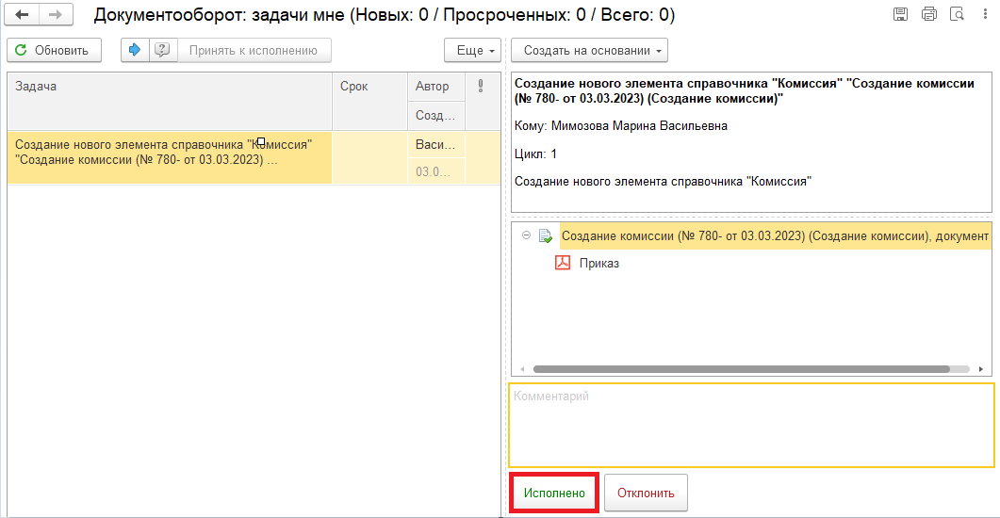 Документооборот: задачи мне (Новых: 0 / Просроченных: 0 / Всего: 0)
Обновить
Принять к исполнению
Еще
Создать на основании
Задача
Срок
Автор
Созд...
Создание нового элемента справочника "Комиссия"
"Создание комиссии (№ 780- от 03.03.2023) ...
Васи...
03.0...
Создание нового элемента справочника "Комиссия" "Создание комиссии
(№ 780- от 03.03.2023) (Создание комиссии)"
Кому: Мимозова Марина Васильевна
Цикл: 1
Создание нового элемента справочника "Комиссия"
Создание комиссии (№ 780- от 03.03.2023) (Создание комиссии), документ
Приказ
Комментарий
Исполнено
Отклонить